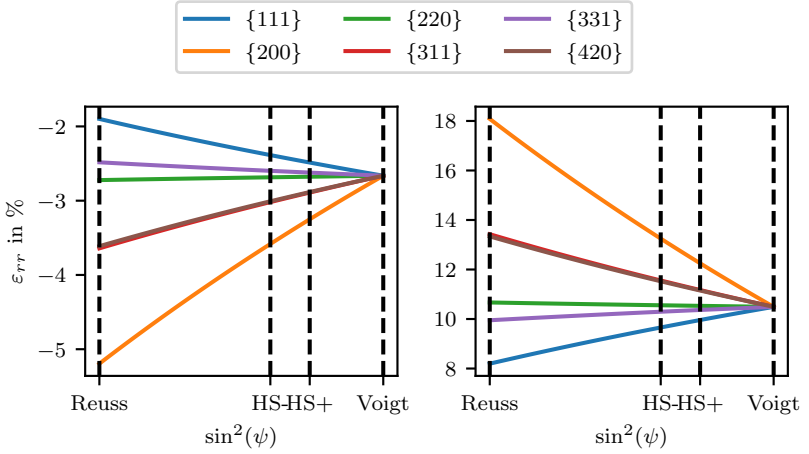 {111} {220} {331}
{200} {311} {420}
−2
−3
−4
−5
ε_rr in %
Reuss HS-HS+ Voigt
sin²(ψ)
18
16
14
12
10
8
Reuss HS-HS+ Voigt
sin²(ψ)